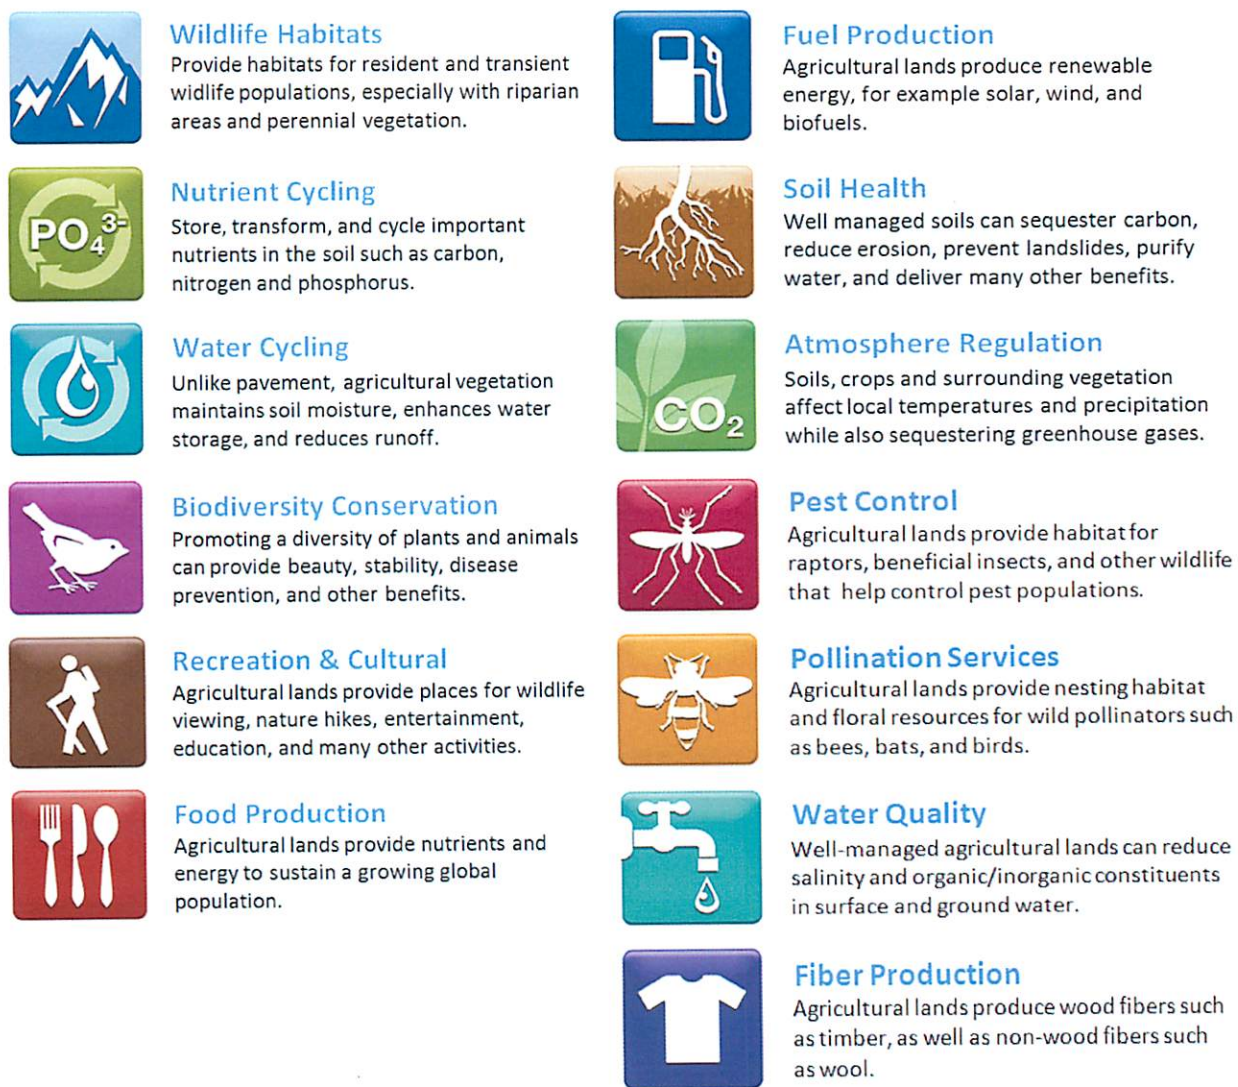 Wildlife Habitats
Provide habitats for resident and transient
widlife populations, especially with riparian
areas and perennial vegetation.
PO₄³⁻
Nutrient Cycling
Store, transform, and cycle important
nutrients in the soil such as carbon,
nitrogen and phosphorus.
Water Cycling
Unlike pavement, agricultural vegetation
maintains soil moisture, enhances water
storage, and reduces runoff.
Biodiversity Conservation
Promoting a diversity of plants and animals
can provide beauty, stability, disease
prevention, and other benefits.
Recreation & Cultural
Agricultural lands provide places for wildlife
viewing, nature hikes, entertainment,
education, and many other activities.
Food Production
Agricultural lands provide nutrients and
energy to sustain a growing global
population.
Fuel Production
Agricultural lands produce renewable
energy, for example solar, wind, and
biofuels.
Soil Health
Well managed soils can sequester carbon,
reduce erosion, prevent landslides, purify
water, and deliver many other benefits.
CO₂
Atmosphere Regulation
Soils, crops and surrounding vegetation
affect local temperatures and precipitation
while also sequestering greenhouse gases.
Pest Control
Agricultural lands provide habitat for
raptors, beneficial insects, and other wildlife
that help control pest populations.
Pollination Services
Agricultural lands provide nesting habitat
and floral resources for wild pollinators such
as bees, bats, and birds.
Water Quality
Well-managed agricultural lands can reduce
salinity and organic/inorganic constituents
in surface and ground water.
Fiber Production
Agricultural lands produce wood fibers such
as timber, as well as non-wood fibers such
as wool.